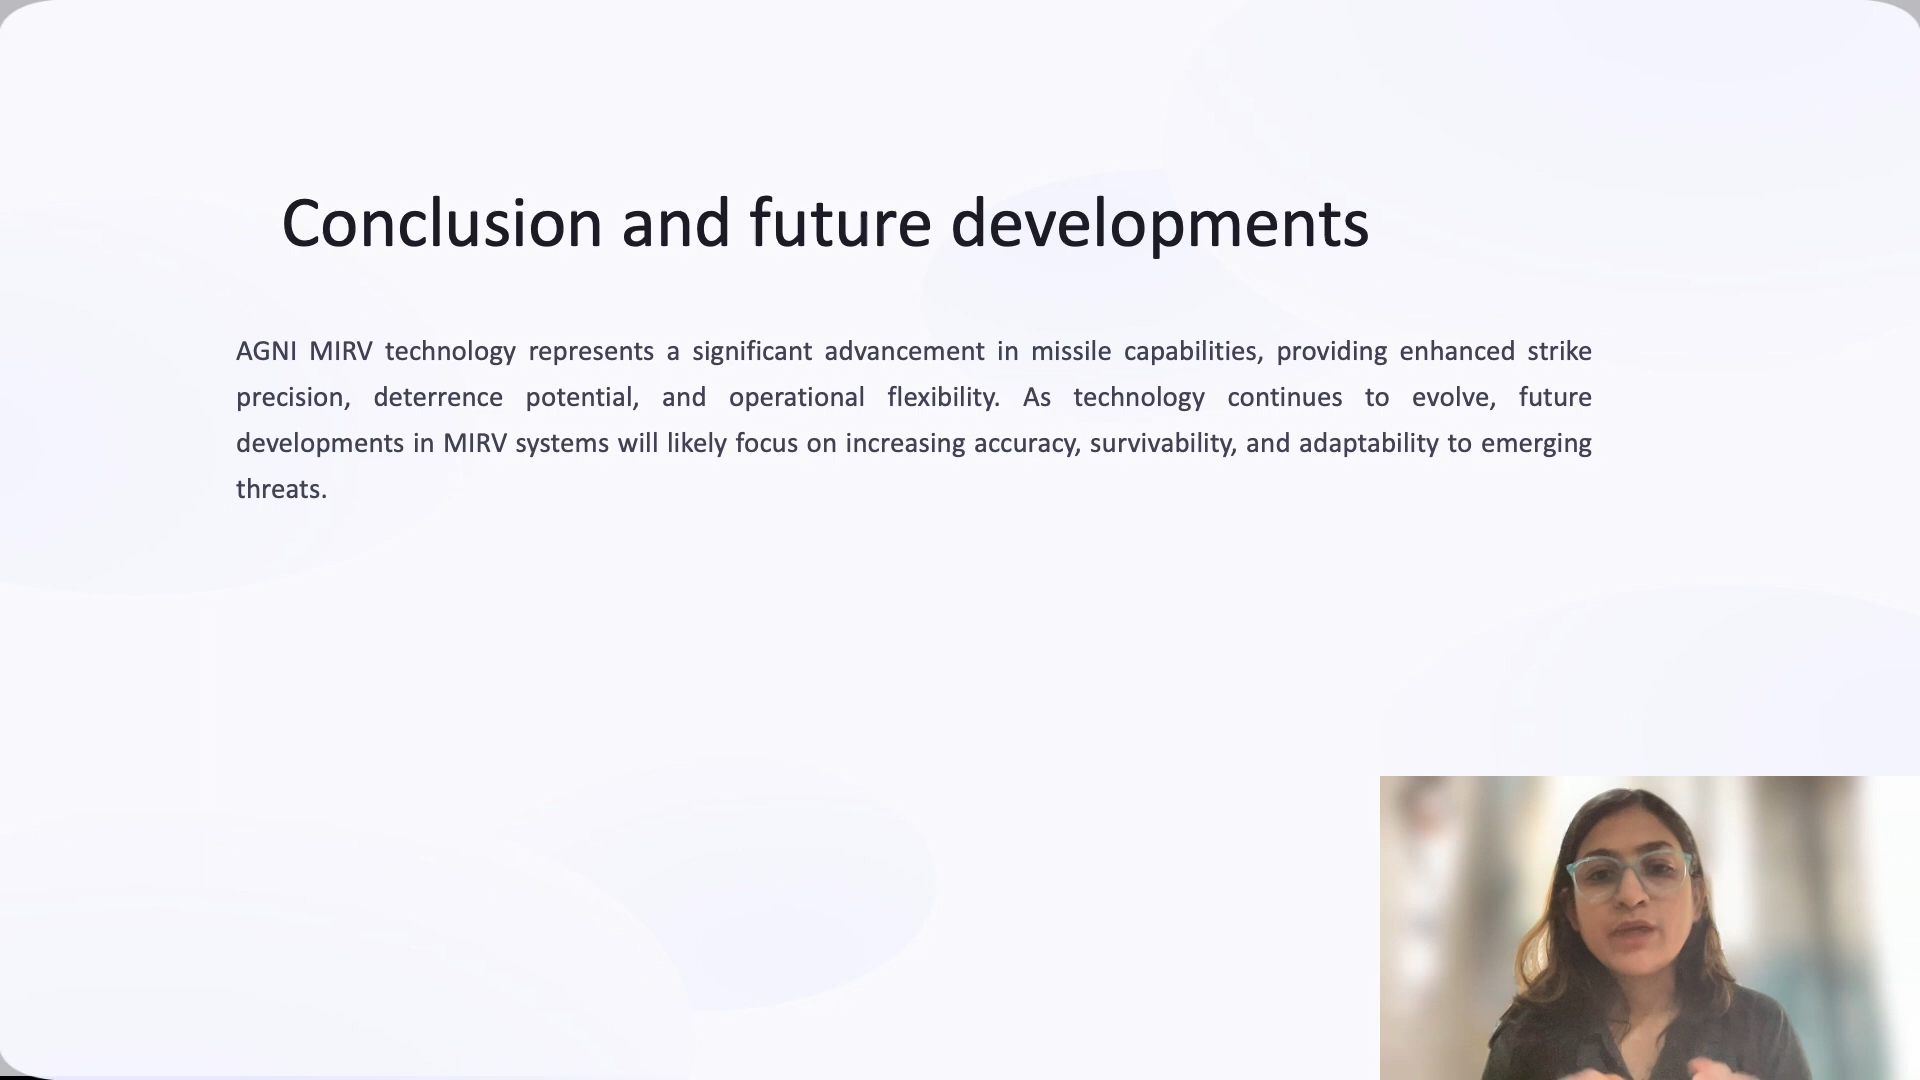 Conclusion and future developments
AGNI MIRV technology represents a significant advancement in missile capabilities, providing enhanced strike
precision, deterrence potential, and operational flexibility. As technology continues to evolve, future
developments in MIRV systems will likely focus on increasing accuracy, survivability, and adaptability to emerging
threats.